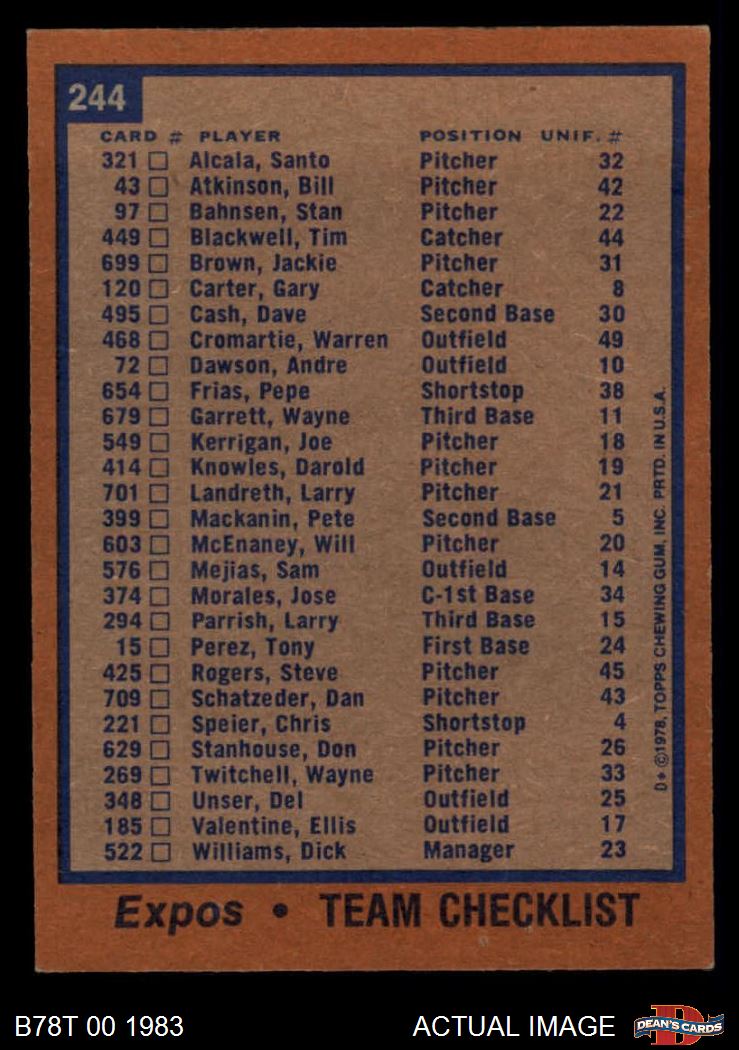 244
CARD # PLAYER POSITION UNIF. #
321 Alcala, Santo Pitcher 32
43 Atkinson, Bill Pitcher 42
97 Bahnsen, Stan Pitcher 22
449 Blackwell, Tim Catcher 44
699 Brown, Jackie Pitcher 31
120 Carter, Gary Catcher 8
495 Cash, Dave Second Base 30
468 Cromartie, Warren Outfield 49
72 Dawson, Andre Outfield 10
654 Frias, Pepe Shortstop 38
679 Garrett, Wayne Third Base 11
549 Kerrigan, Joe Pitcher 18
414 Knowles, Darold Pitcher 19
701 Landreth, Larry Pitcher 21
399 Mackanin, Pete Second Base 5
603 McEnaney, Will Pitcher 20
576 Mejias, Sam Outfield 14
374 Morales, Jose C-1st Base 34
294 Parrish, Larry Third Base 15
15 Perez, Tony First Base 24
425 Rogers, Steve Pitcher 45
709 Schatzeder, Dan Pitcher 43
221 Speier, Chris Shortstop 4
629 Stanhouse, Don Pitcher 26
269 Twitchell, Wayne Pitcher 33
348 Unser, Del Outfield 25
185 Valentine, Ellis Outfield 17
522 Williams, Dick Manager 23
D* ©1978, TOPPS CHEWING GUM, INC. PRTD. IN U.S.A.
Expos • TEAM CHECKLIST
B78T 00 1983 ACTUAL IMAGE
D
DEAN'S CARDS